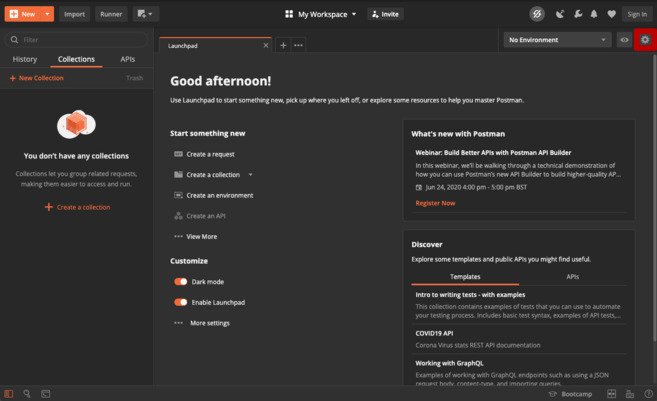 New
Import
Runner
My Workspace
Invite
Sign In
Filter
History
Collections
APIs
New Collection
Trash
You don't have any collections
Collections let you group related requests,
making them easier to access and run.
Create a collection
Launchpad
No Environment
Good afternoon!
Use Launchpad to start something new, pick up where you left off, or explore some resources to help you master Postman.
Start something new
Create a request
Create a collection
Create an environment
Create an API
View More
Customize
Dark mode
Enable Launchpad
More settings
What's new with Postman
Webinar: Build Better APIs with Postman API Builder
In this webinar, we'll be walking through a technical demonstration of
how you can use Postman's new API Builder to build higher-quality AP...
Jun 24, 2020 4:00 pm - 5:00 pm BST
Register Now
Discover
Explore some templates and public APIs you might find useful.
Templates
APIs
Intro to writing tests - with examples
This collection contains examples of tests that you can use to automate
your testing process. Includes basic test syntax, examples of API tests,...
COVID19 API
Corona Virus stats REST API documentation
Working with GraphQL
Examples of working with GraphQL endpoints such as using a JSON
request body, content-type, and importing queries.
Bootcamp